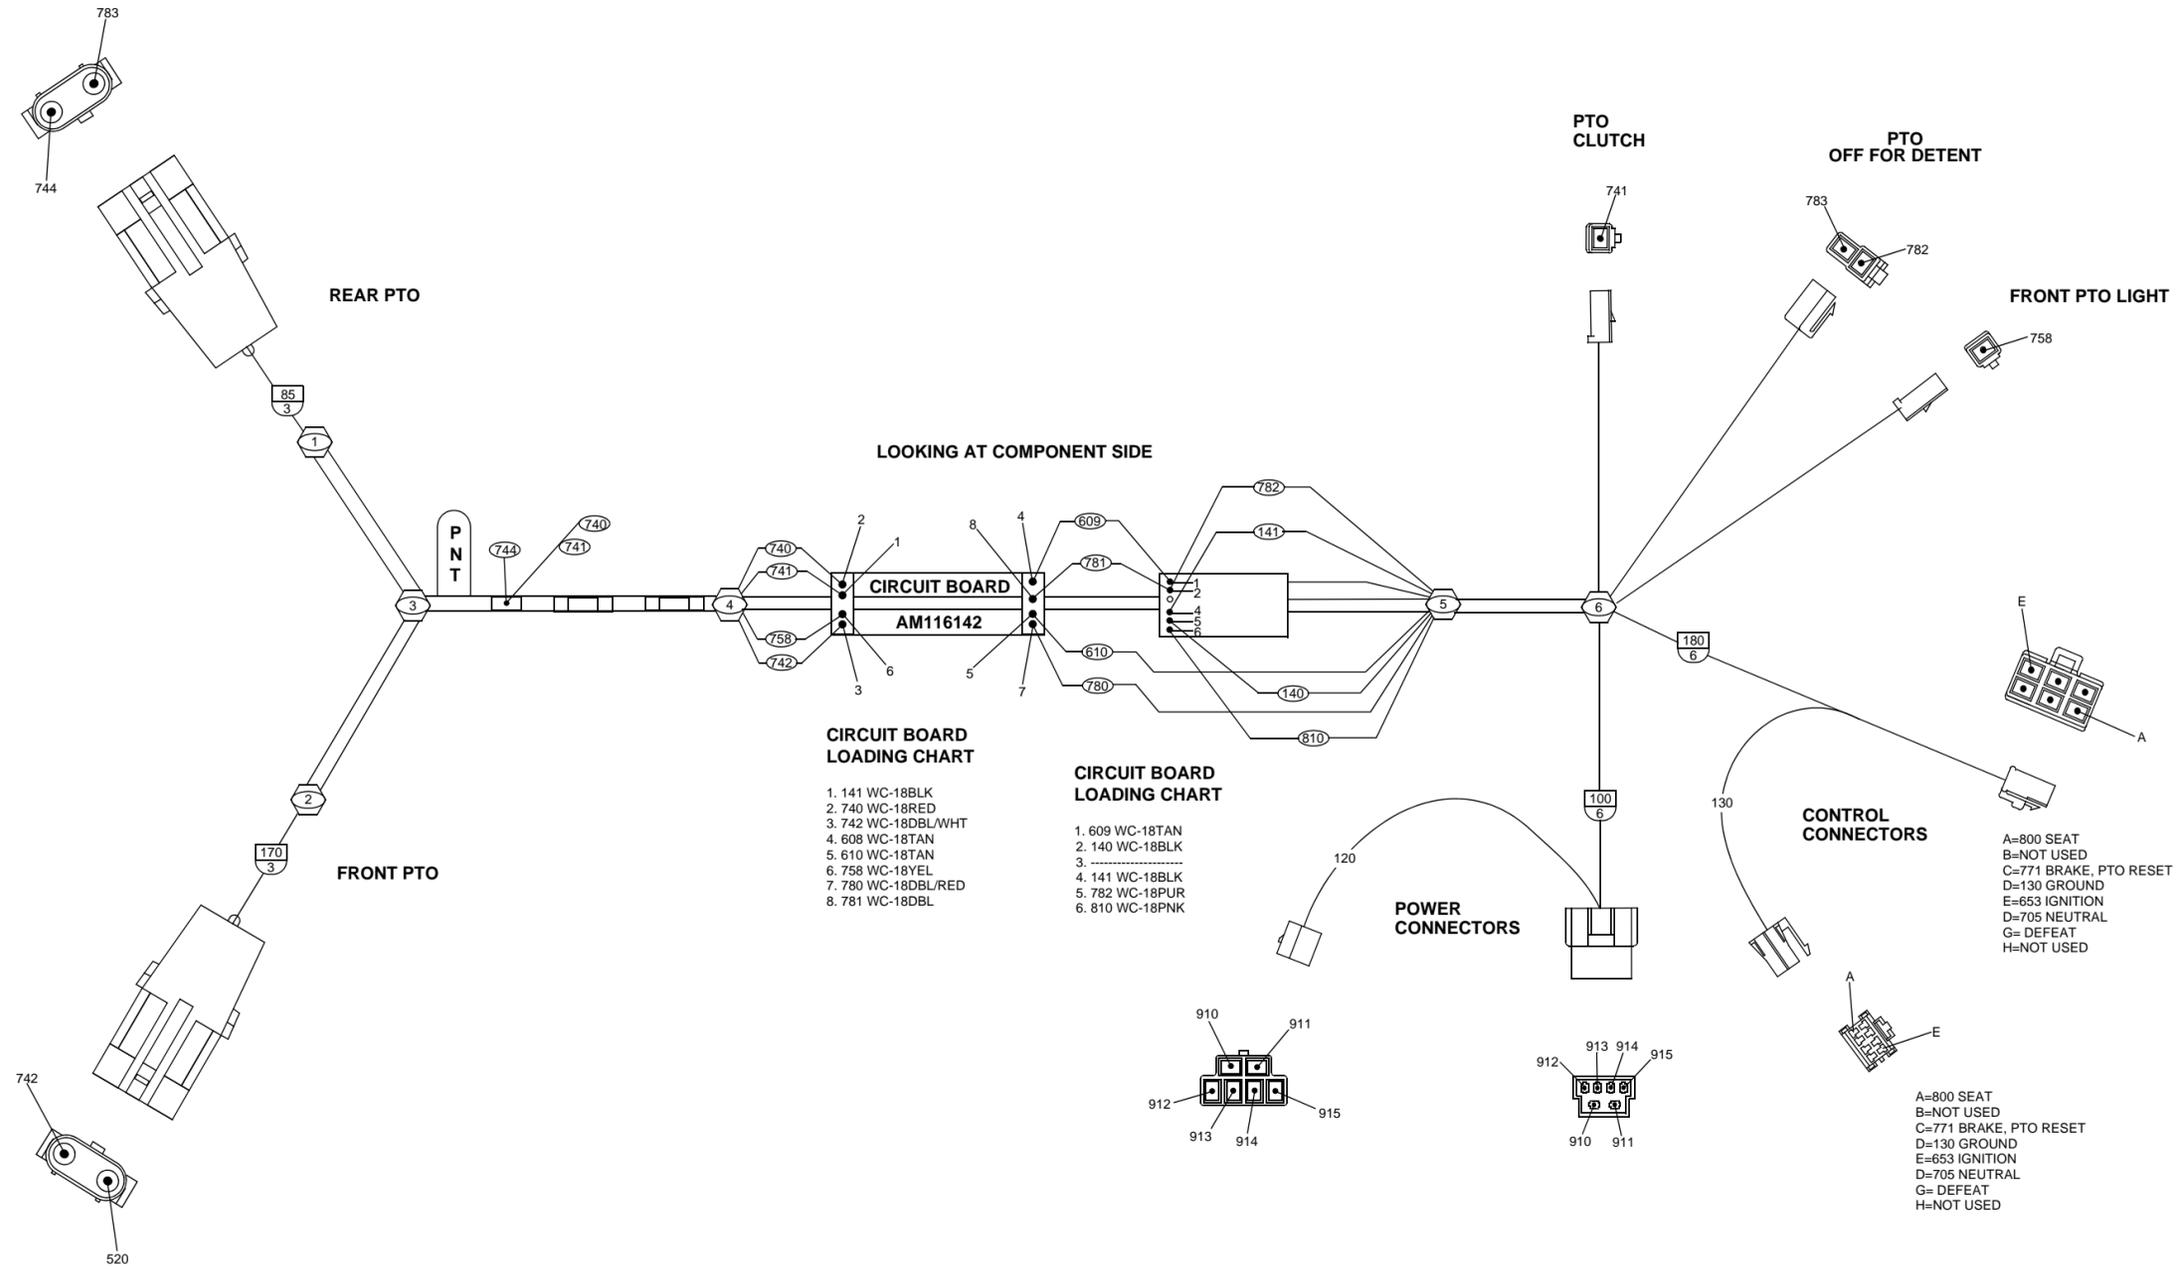 783
744
REAR PTO
85
3
1
P
N
T
3
744
740
741
2
170
3
FRONT PTO
742
520
LOOKING AT COMPONENT SIDE
4
740
741
758
742
2
1
6
3
CIRCUIT BOARD
AM116142
8
4
5
7
609
781
610
780
782
141
1
2
4
5
6
140
810
5
6
CIRCUIT BOARD
LOADING CHART
1. 141 WC-18BLK
2. 740 WC-18RED
3. 742 WC-18DBL/WHT
4. 608 WC-18TAN
5. 610 WC-18TAN
6. 758 WC-18YEL
7. 780 WC-18DBL/RED
8. 781 WC-18DBL
CIRCUIT BOARD
LOADING CHART
1. 609 WC-18TAN
2. 140 WC-18BLK
3. ---------------------
4. 141 WC-18BLK
5. 782 WC-18PUR
6. 810 WC-18PNK
PTO
CLUTCH
741
PTO
OFF FOR DETENT
783
782
FRONT PTO LIGHT
758
180
6
E
A
100
6
120
130
POWER
CONNECTORS
CONTROL
CONNECTORS
A=800 SEAT
B=NOT USED
C=771 BRAKE, PTO RESET
D=130 GROUND
E=653 IGNITION
D=705 NEUTRAL
G= DEFEAT
H=NOT USED
910
911
912
913
914
915
912
913
914
915
910
911
A
E
A=800 SEAT
B=NOT USED
C=771 BRAKE, PTO RESET
D=130 GROUND
E=653 IGNITION
D=705 NEUTRAL
G= DEFEAT
H=NOT USED